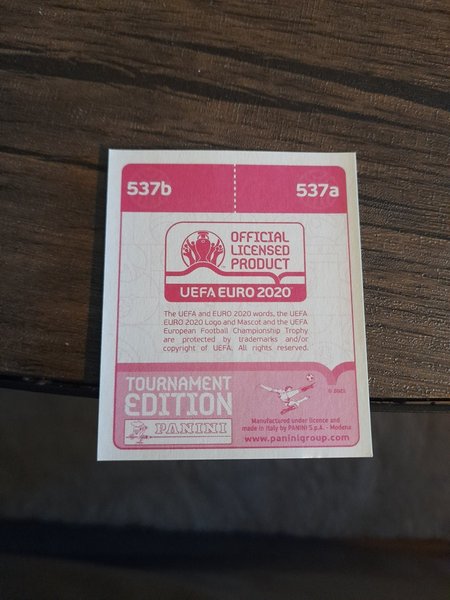 537b 537a
OFFICIAL
LICENSED
PRODUCT
UEFA EURO 2020
The UEFA and EURO 2020 words, the UEFA
EURO 2020 Logo and Mascot and the UEFA
European Football Championship Trophy
are protected by trademarks and/or
copyright of UEFA. All rights reserved.
© 2021
TOURNAMENT
EDITION
PANINI
Manufactured under licence and
made in Italy by PANINI S.p.A. - Modena
www.paninigroup.com